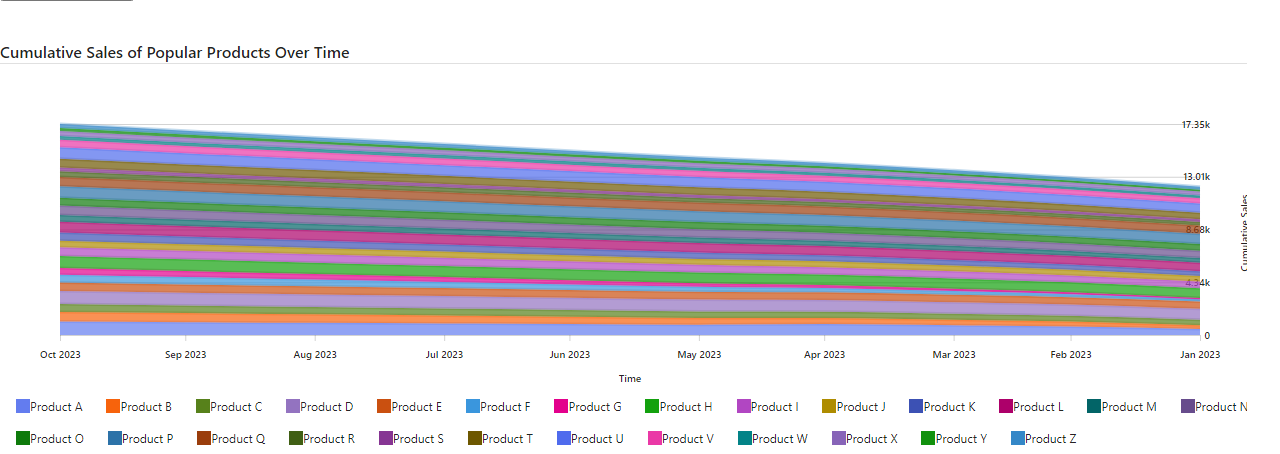 Cumulative Sales of Popular Products Over Time
17.35k
13.01k
8.68k
4.34k
0
Cumulative Sales
Oct 2023 Sep 2023 Aug 2023 Jul 2023 Jun 2023 May 2023 Apr 2023 Mar 2023 Feb 2023 Jan 2023
Time
Product A Product B Product C Product D Product E Product F Product G Product H Product I Product J Product K Product L Product M Product N
Product O Product P Product Q Product R Product S Product T Product U Product V Product W Product X Product Y Product Z